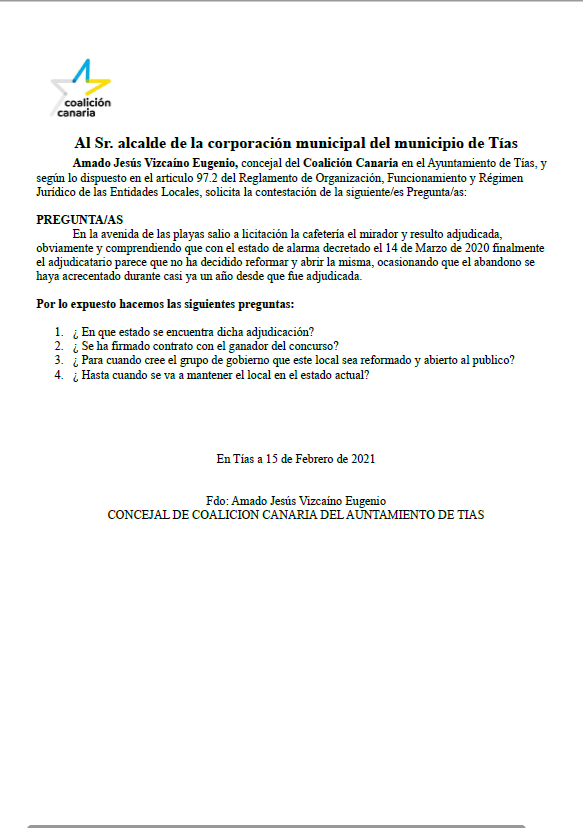 coalición
canaria
Al Sr. alcalde de la corporación municipal del municipio de Tías
Amado Jesús Vizcaíno Eugenio, concejal del Coalición Canaria en el Ayuntamiento de Tías, y
según lo dispuesto en el articulo 97.2 del Reglamento de Organización, Funcionamiento y Régimen
Jurídico de las Entidades Locales, solicita la contestación de la siguiente/es Pregunta/as:
PREGUNTA/AS
En la avenida de las playas salio a licitación la cafetería el mirador y resulto adjudicada,
obviamente y comprendiendo que con el estado de alarma decretado el 14 de Marzo de 2020 finalmente
el adjudicatario parece que no ha decidido reformar y abrir la misma, ocasionando que el abandono se
haya acrecentado durante casi ya un año desde que fue adjudicada.
Por lo expuesto hacemos las siguientes preguntas:
1. ¿ En que estado se encuentra dicha adjudicación?
2. ¿ Se ha firmado contrato con el ganador del concurso?
3. ¿ Para cuando cree el grupo de gobierno que este local sea reformado y abierto al publico?
4. ¿ Hasta cuando se va a mantener el local en el estado actual?
En Tías a 15 de Febrero de 2021
Fdo: Amado Jesús Vizcaíno Eugenio
CONCEJAL DE COALICION CANARIA DEL AUNTAMIENTO DE TIAS